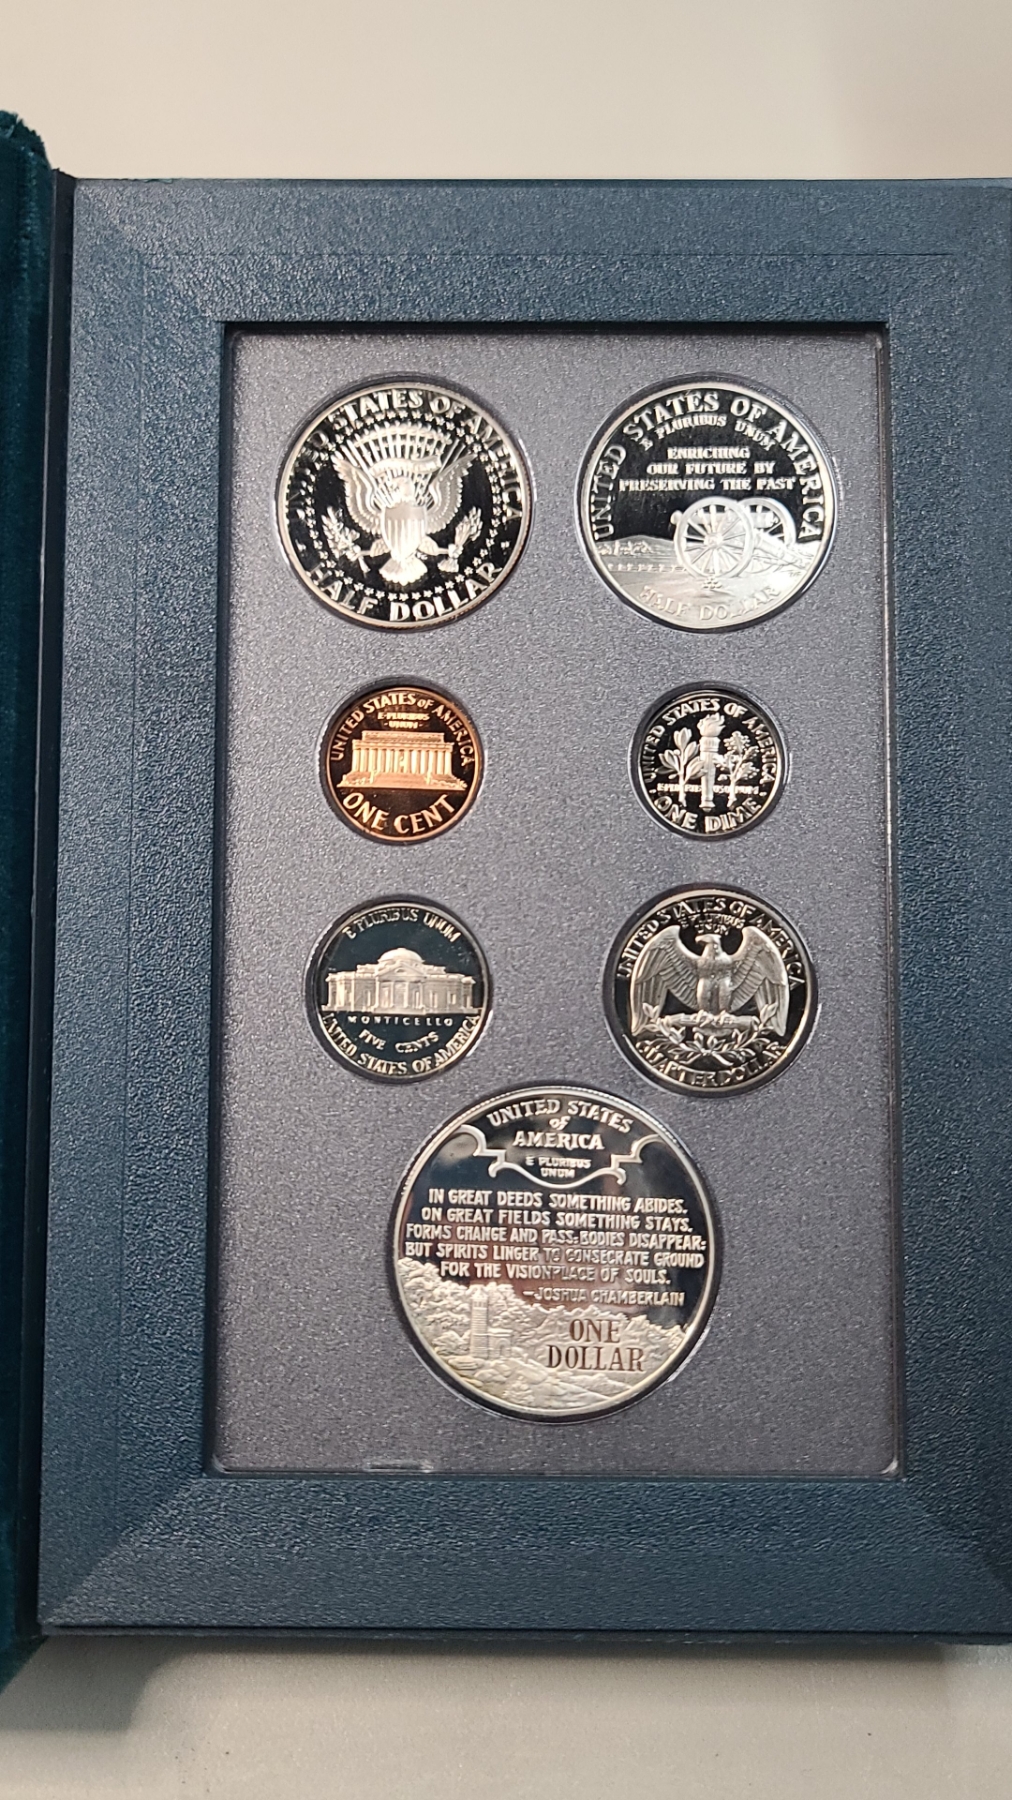 UNITED STATES OF AMERICA
HALF DOLLAR
UNITED STATES OF AMERICA
E PLURIBUS UNUM
ENRICHING
OUR FUTURE BY
PRESERVING THE PAST
HALF DOLLAR
UNITED STATES OF AMERICA
E·PLURIBUS
·UNUM·
ONE CENT
UNITED STATES OF AMERICA
ONE DIME
E PLURIBUS UNUM
MONTICELLO
FIVE CENTS
UNITED STATES OF AMERICA
UNITED STATES OF AMERICA
E PLURIBUS
UNUM
QUARTER DOLLAR
UNITED STATES
of
AMERICA
E PLURIBUS
UNUM
IN GREAT DEEDS SOMETHING ABIDES.
ON GREAT FIELDS SOMETHING STAYS.
FORMS CHANGE AND PASS; BODIES DISAPPEAR;
BUT SPIRITS LINGER TO CONSECRATE GROUND
FOR THE VISION PLACE OF SOULS.
—JOSHUA CHAMBERLAIN
ONE
DOLLAR